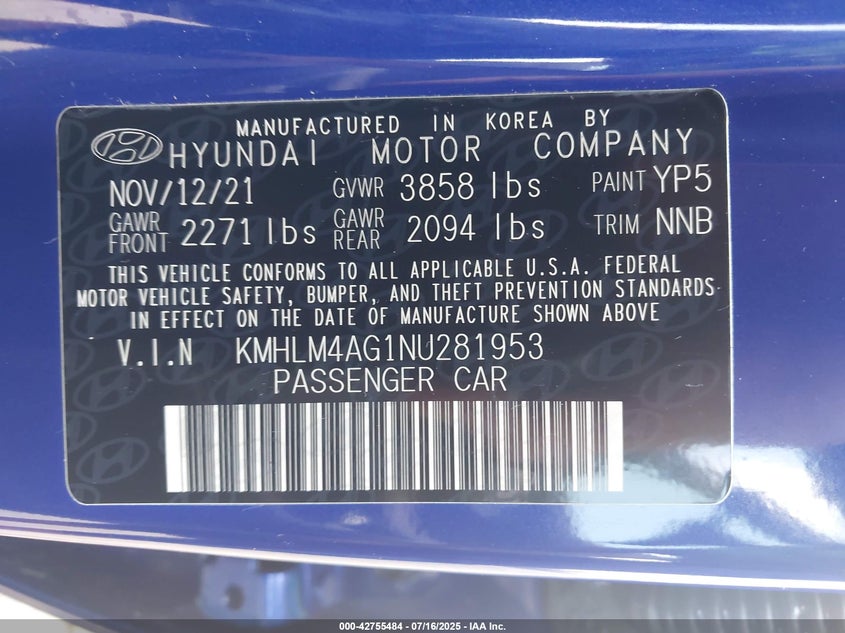 MANUFACTURED IN KOREA BY
HYUNDAI MOTOR COMPANY
NOV/12/21 GVWR 3858 lbs PAINT YP5
GAWR FRONT 2271 lbs GAWR REAR 2094 lbs TRIM NNB
THIS VEHICLE CONFORMS TO ALL APPLICABLE U.S.A. FEDERAL
MOTOR VEHICLE SAFETY, BUMPER, AND THEFT PREVENTION STANDARDS
IN EFFECT ON THE DATE OF MANUFACTURE SHOWN ABOVE
V.I.N KMHLM4AG1NU281953
PASSENGER CAR
000-42755484 - 07/16/2025 - IAA Inc.